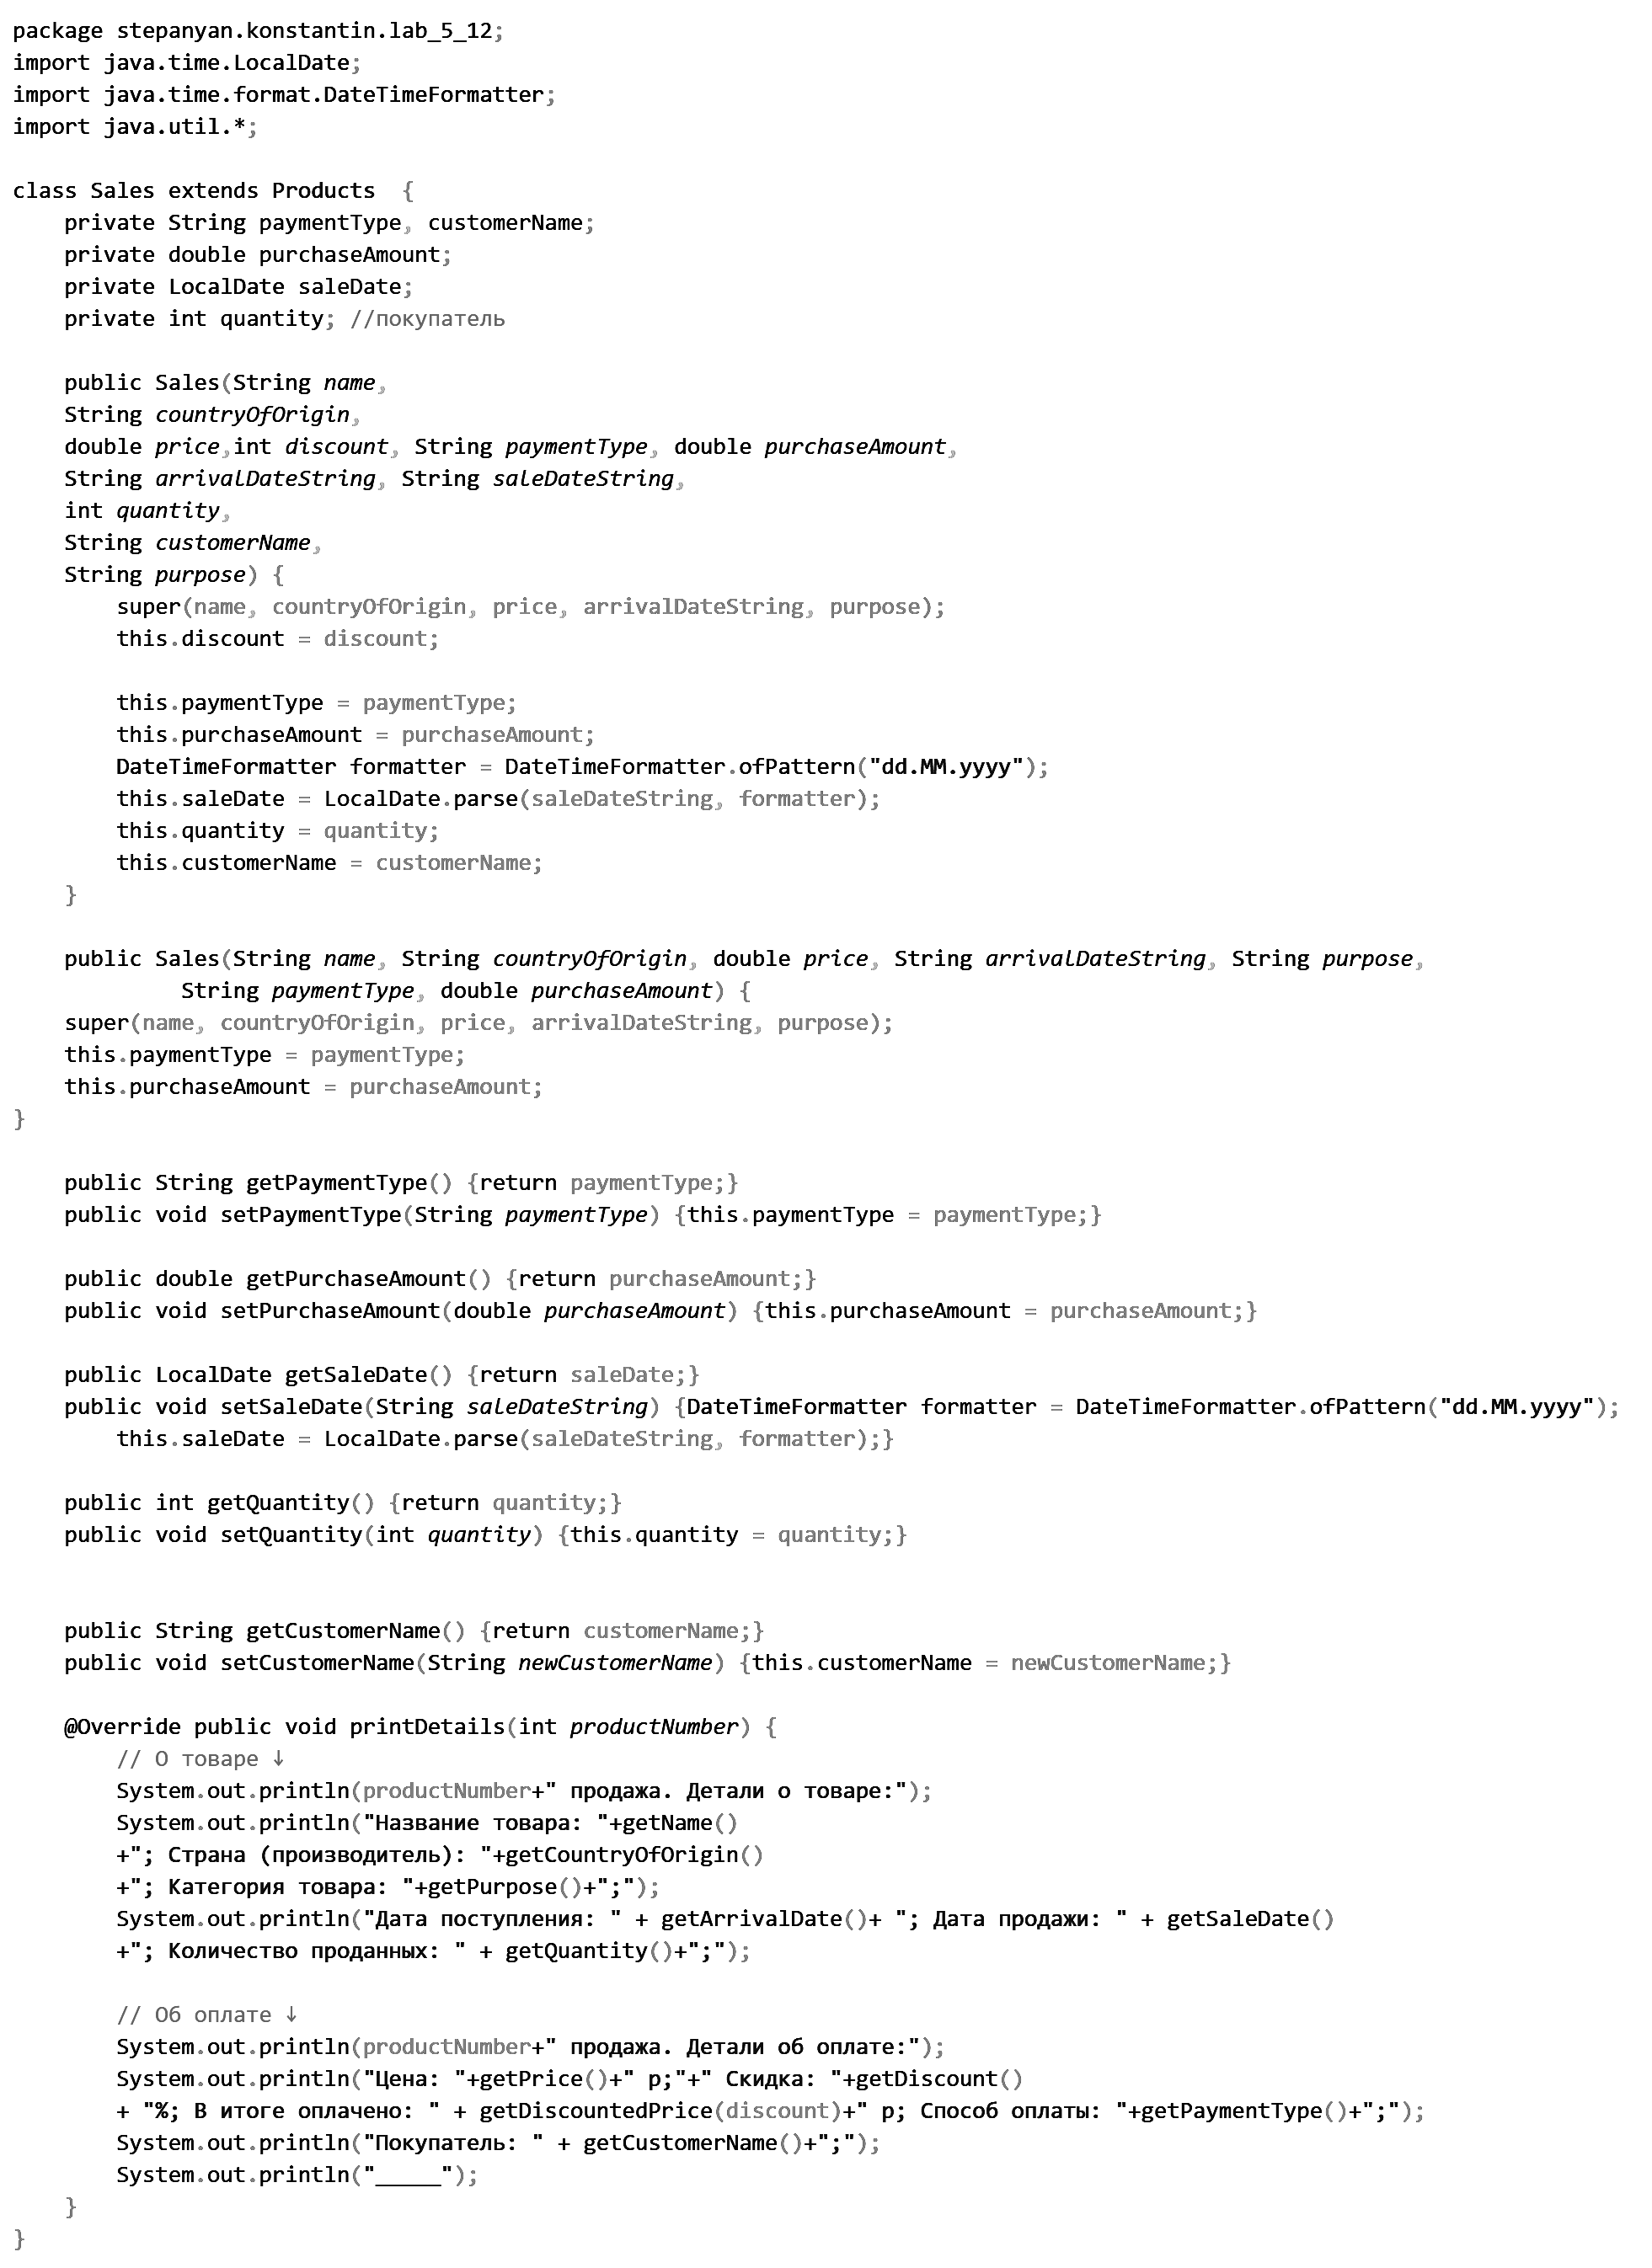 package stepanyan.konstantin.lab_5_12;
import java.time.LocalDate;
import java.time.format.DateTimeFormatter;
import java.util.*;

class Sales extends Products  {
    private String paymentType, customerName;
    private double purchaseAmount;
    private LocalDate saleDate;
    private int quantity; //покупатель

    public Sales(String name,
    String countryOfOrigin,
    double price,int discount, String paymentType, double purchaseAmount,
    String arrivalDateString, String saleDateString,
    int quantity,
    String customerName,
    String purpose) {
        super(name, countryOfOrigin, price, arrivalDateString, purpose);
        this.discount = discount;

        this.paymentType = paymentType;
        this.purchaseAmount = purchaseAmount;
        DateTimeFormatter formatter = DateTimeFormatter.ofPattern("dd.MM.yyyy");
        this.saleDate = LocalDate.parse(saleDateString, formatter);
        this.quantity = quantity;
        this.customerName = customerName;
    }

    public Sales(String name, String countryOfOrigin, double price, String arrivalDateString, String purpose,
             String paymentType, double purchaseAmount) {
    super(name, countryOfOrigin, price, arrivalDateString, purpose);
    this.paymentType = paymentType;
    this.purchaseAmount = purchaseAmount;
}

    public String getPaymentType() {return paymentType;}
    public void setPaymentType(String paymentType) {this.paymentType = paymentType;}

    public double getPurchaseAmount() {return purchaseAmount;}
    public void setPurchaseAmount(double purchaseAmount) {this.purchaseAmount = purchaseAmount;}

    public LocalDate getSaleDate() {return saleDate;}
    public void setSaleDate(String saleDateString) {DateTimeFormatter formatter = DateTimeFormatter.ofPattern("dd.MM.yyyy");
        this.saleDate = LocalDate.parse(saleDateString, formatter);}

    public int getQuantity() {return quantity;}
    public void setQuantity(int quantity) {this.quantity = quantity;}


    public String getCustomerName() {return customerName;}
    public void setCustomerName(String newCustomerName) {this.customerName = newCustomerName;}

    @Override public void printDetails(int productNumber) {
        // О товаре ↓
        System.out.println(productNumber+" продажа. Детали о товаре:");
        System.out.println("Название товара: "+getName()
        +"; Страна (производитель): "+getCountryOfOrigin()
        +"; Категория товара: "+getPurpose()+";");
        System.out.println("Дата поступления: " + getArrivalDate()+ "; Дата продажи: " + getSaleDate()
        +"; Количество проданных: " + getQuantity()+";");

        // Об оплате ↓
        System.out.println(productNumber+" продажа. Детали об оплате:");
        System.out.println("Цена: "+getPrice()+" р;"+" Скидка: "+getDiscount()
        + "%; В итоге оплачено: " + getDiscountedPrice(discount)+" р; Способ оплаты: "+getPaymentType()+";");
        System.out.println("Покупатель: " + getCustomerName()+";");
        System.out.println("_____");
    }
}